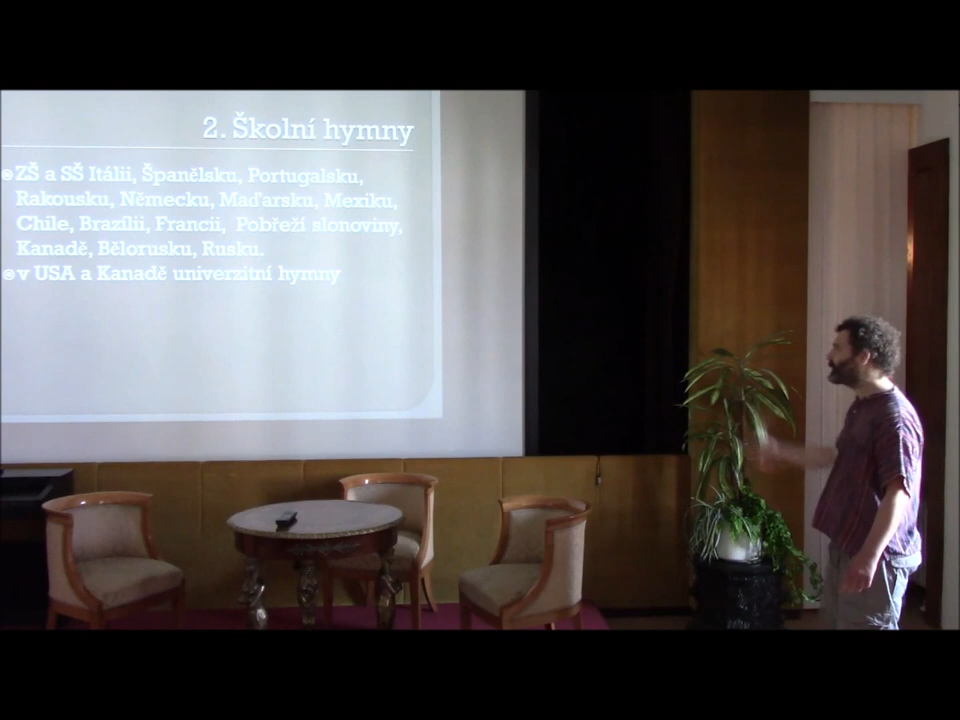 2. Školní hymny
ZŠ a SŠ Itálii, Španělsku, Portugalsku,
Rakousku, Německu, Maďarsku, Mexiku,
Chile, Brazílii, Francii, Pobřeží slonoviny,
Kanadě, Bělorusku, Rusku.
v USA a Kanadě univerzitní hymny